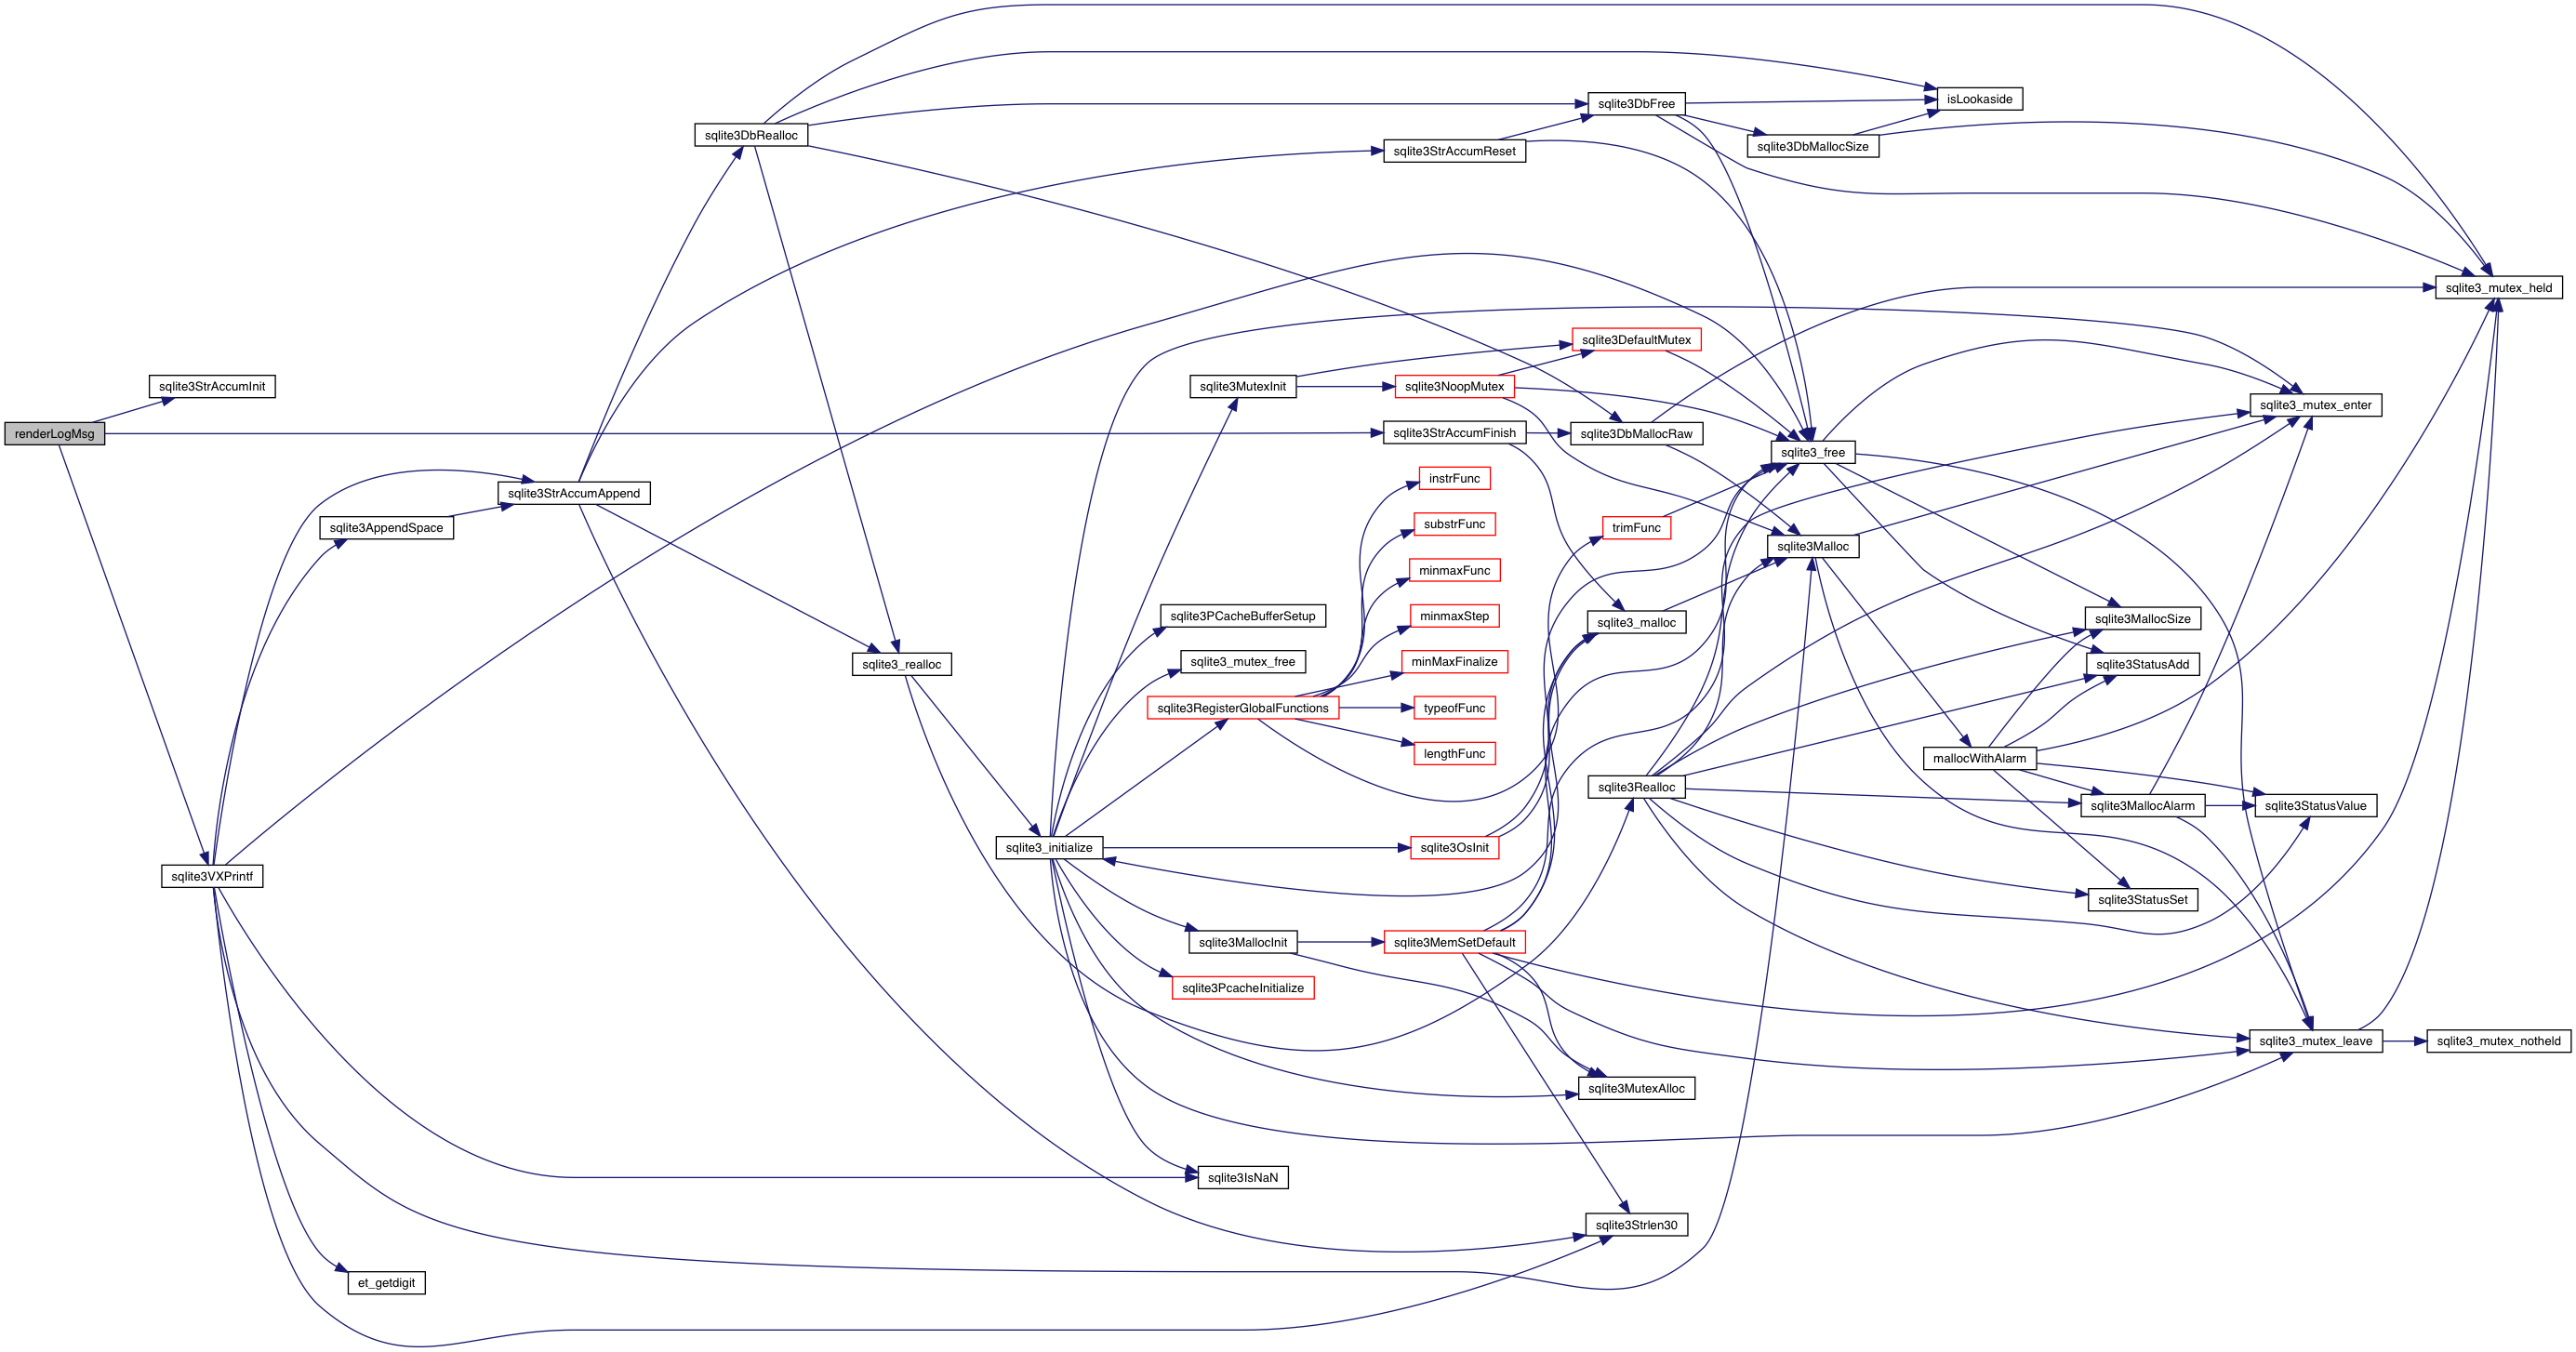 renderLogMsg
sqlite3StrAccumInit
sqlite3VXPrintf
sqlite3AppendSpace
et_getdigit
sqlite3StrAccumAppend
sqlite3DbRealloc
sqlite3_realloc
sqlite3_initialize
sqlite3MutexInit
sqlite3PCacheBufferSetup
sqlite3_mutex_free
sqlite3RegisterGlobalFunctions
sqlite3MallocInit
sqlite3PcacheInitialize
sqlite3IsNaN
sqlite3StrAccumReset
sqlite3NoopMutex
sqlite3StrAccumFinish
instrFunc
substrFunc
minmaxFunc
minmaxStep
minMaxFinalize
typeofFunc
lengthFunc
sqlite3OsInit
sqlite3MemSetDefault
sqlite3DbFree
sqlite3DefaultMutex
sqlite3DbMallocRaw
trimFunc
sqlite3_malloc
sqlite3Realloc
sqlite3MutexAlloc
sqlite3Strlen30
sqlite3DbMallocSize
sqlite3_free
sqlite3Malloc
isLookaside
mallocWithAlarm
sqlite3MallocSize
sqlite3StatusAdd
sqlite3MallocAlarm
sqlite3StatusSet
sqlite3_mutex_held
sqlite3_mutex_enter
sqlite3StatusValue
sqlite3_mutex_leave
sqlite3_mutex_notheld